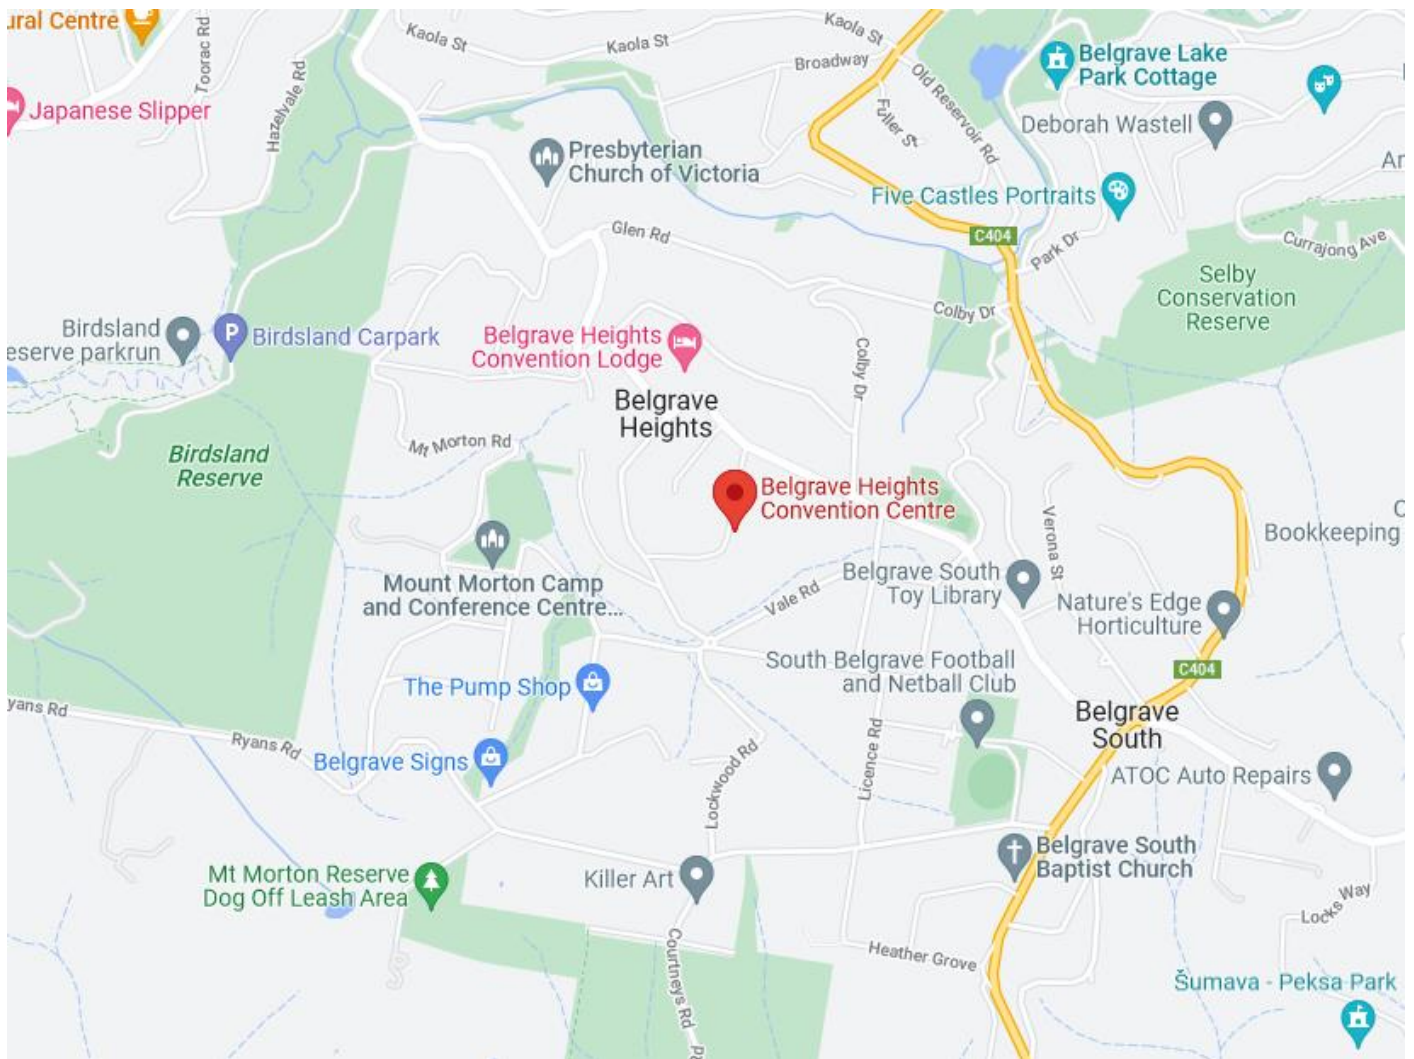 ural Centre
Toorac Rd
Kaola St
Kaola St
Kaola St
Broadway
Belgrave Lake
Park Cottage
Japanese Slipper
Hazelvale Rd
Fuller St
Old Reservoir Rd
Deborah Wastell
Presbyterian
Church of Victoria
Ar
Five Castles Portraits
Glen Rd
C404
Park Dr
Currajong Ave
Selby
Conservation
Reserve
Colby Dr
Birdsland
eserve parkrun
P
Birdsland Carpark
Belgrave Heights
Convention Lodge
Colby Dr
Belgrave
Heights
Mt Morton Rd
Birdsland
Reserve
Belgrave Heights
Convention Centre
Verona St
Bookkeeping
Mount Morton Camp
and Conference Centre...
Vale Rd
Belgrave South
Toy Library
Nature's Edge
Horticulture
South Belgrave Football
and Netball Club
C404
The Pump Shop
yans Rd
Ryans Rd
Belgrave
South
Belgrave Signs
Lockwood Rd
Licence Rd
ATOC Auto Repairs
Belgrave South
Baptist Church
Mt Morton Reserve
Dog Off Leash Area
Killer Art
Locks Way
Courtneys Rd
Heather Grove
Šumava - Peksa Park